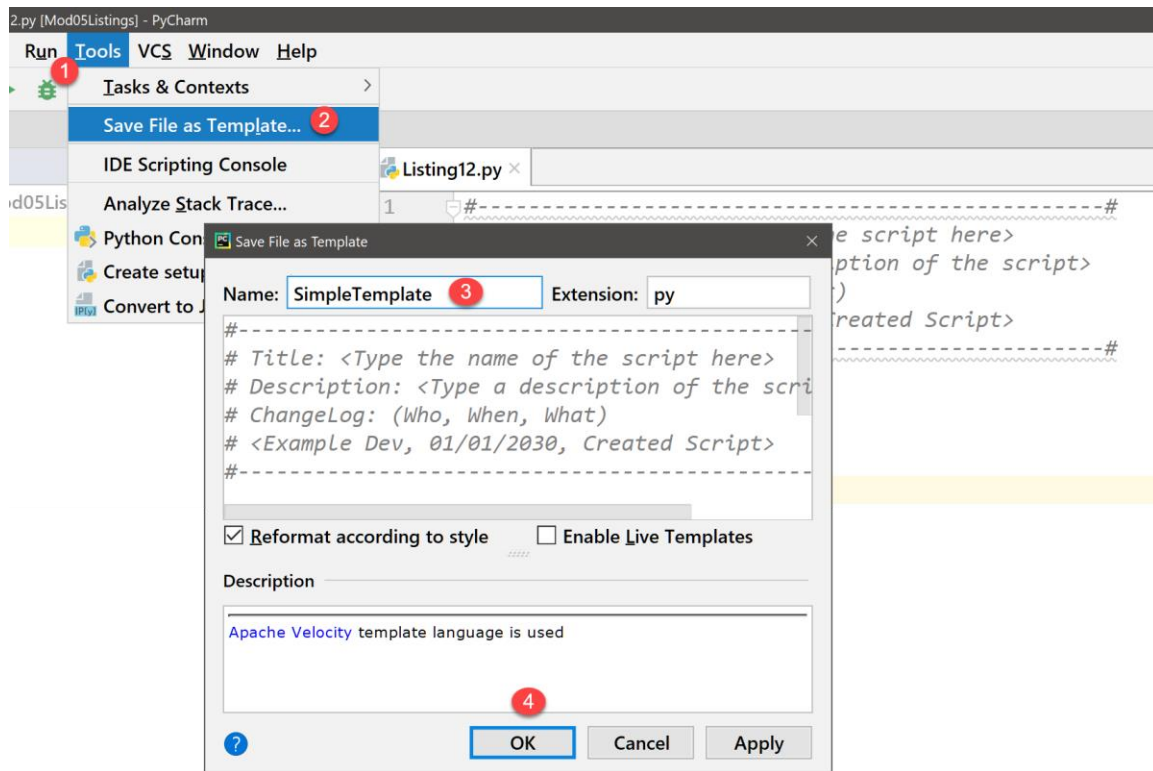 2.py [Mod05Listings] - PyCharm
Run Tools VCS Window Help
1
Tasks & Contexts >
Save File as Template... 2
IDE Scripting Console
Listing12.py ×
Analyze Stack Trace...
1 #--------------------------------------------------#
Python Con
Create setup
Convert to J
e script here>
ption of the script>
)
reated Script>
--------------------#
Save File as Template ×
Name: SimpleTemplate 3 Extension: py
#----------------------------------------------
# Title: <Type the name of the script here>
# Description: <Type a description of the scri
# ChangeLog: (Who, When, What)
# <Example Dev, 01/01/2030, Created Script>
#----------------------------------------------
Reformat according to style Enable Live Templates
Description
Apache Velocity template language is used
4
? OK Cancel Apply